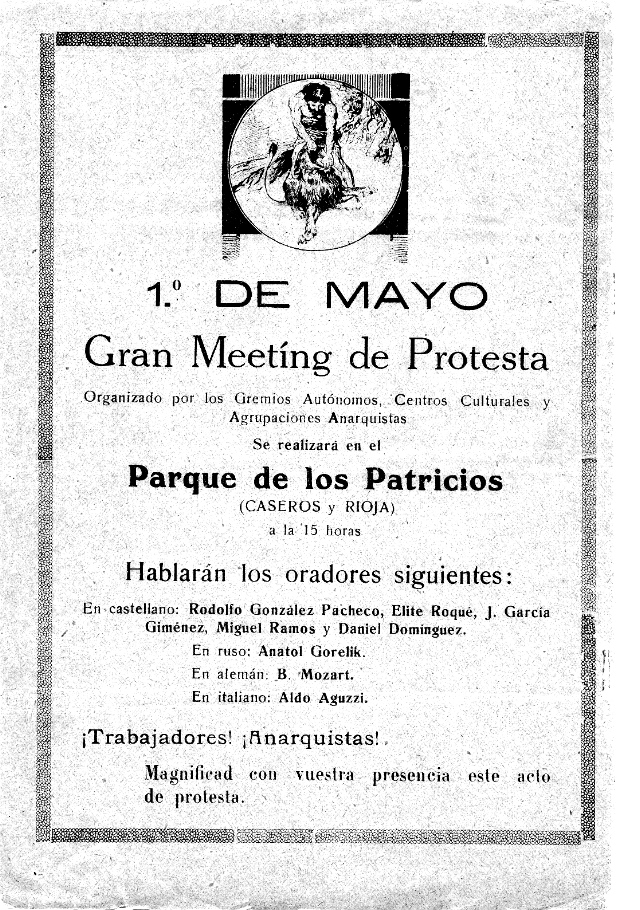 1.º DE MAYO
Gran Meetíng de Protesta
Organizado por los Gremios Autónomos, Centros Culturales y
Agrupaciones Anarquistas
Se realizará en el
Parque de los Patricios
(CASEROS y RIOJA)
a la 15 horas
Hablarán los oradores siguientes:
En castellano: Rodolfo González Pacheco, Elite Roqué, J. García
Giménez, Miguel Ramos y Daniel Domínguez.
En ruso: Anatol Gorelik.
En alemán: B. Mozart.
En italiano: Aldo Aguzzi.
¡Trabajadores! ¡Anarquistas!
Magnificad con vuestra presencia este acto
de protesta.